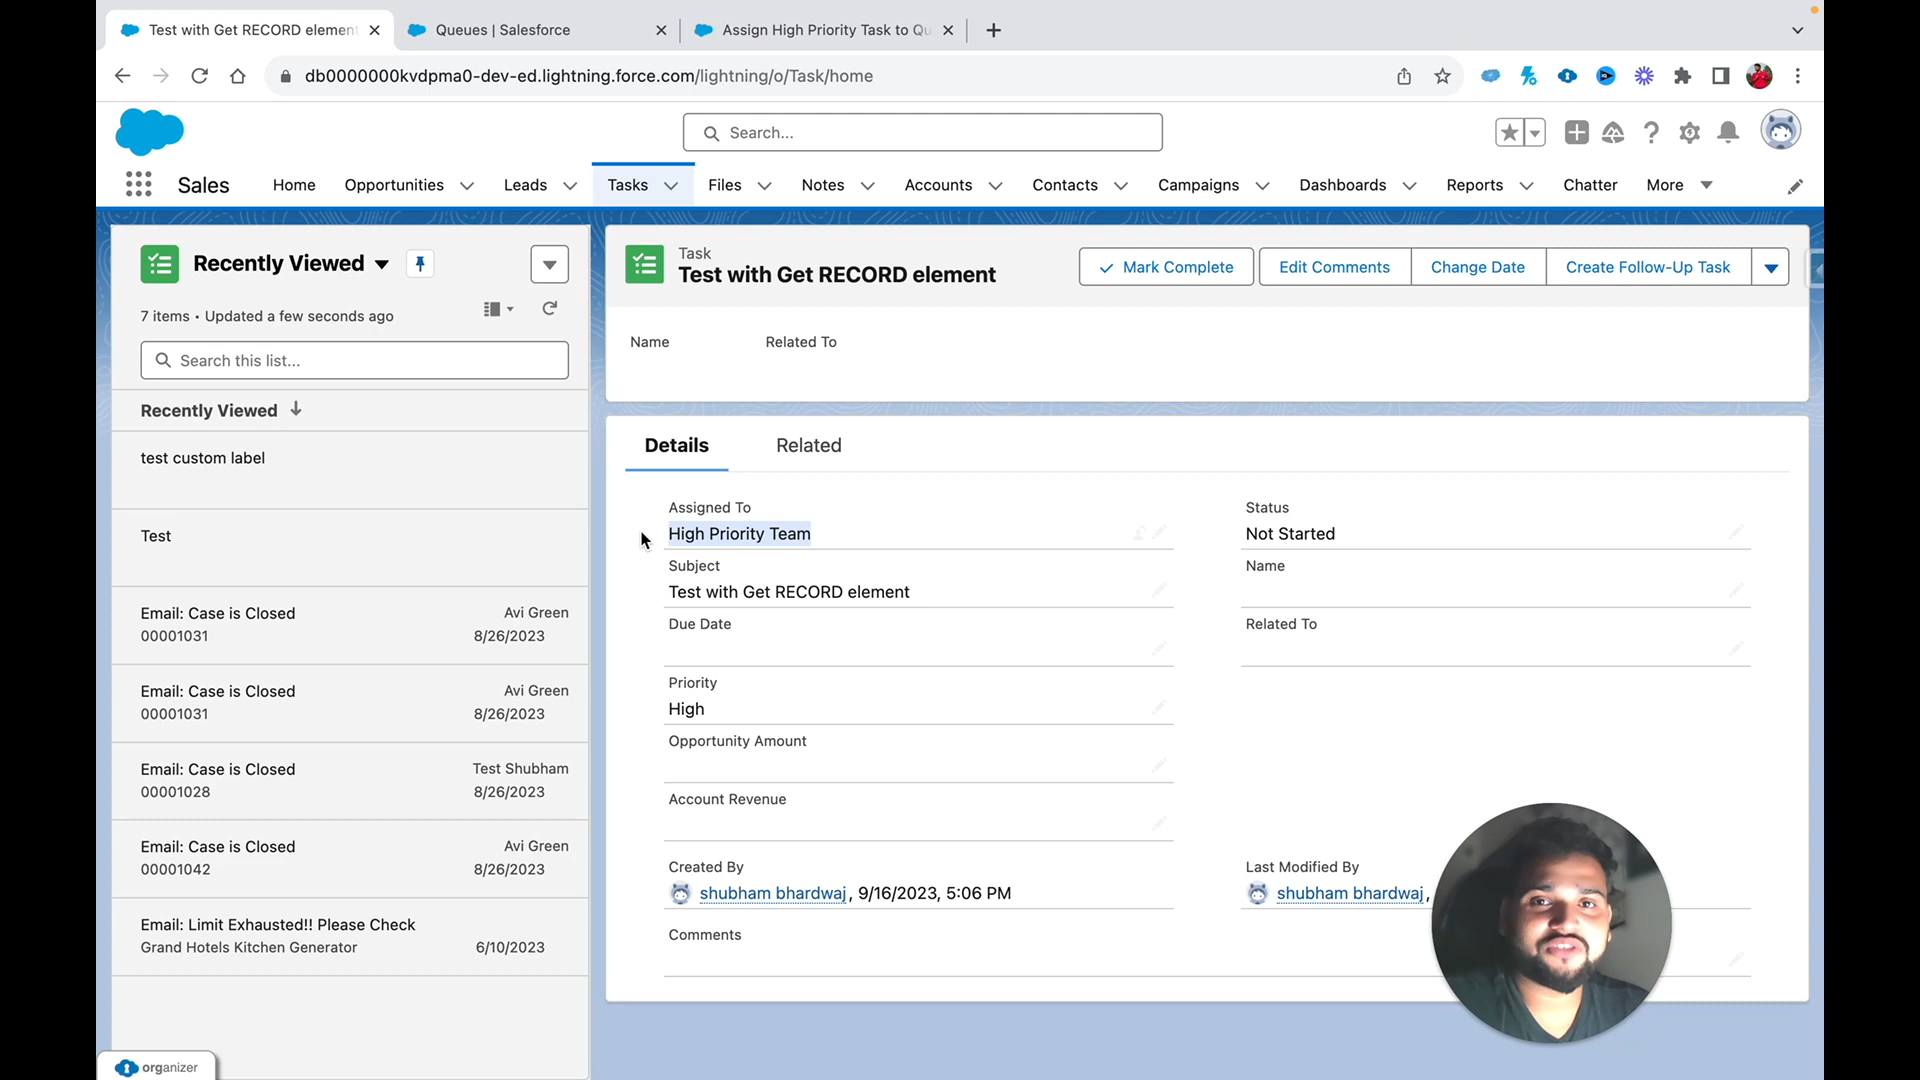 Test with Get RECORD element
Queues | Salesforce
Assign High Priority Task to Qu
db0000000kvdpma0-dev-ed.lightning.force.com/lightning/o/Task/home
Search...
Sales
Home
Opportunities
Leads
Tasks
Files
Notes
Accounts
Contacts
Campaigns
Dashboards
Reports
Chatter
More
Recently Viewed
7 items • Updated a few seconds ago
Search this list...
Recently Viewed
test custom label
Test
Email: Case is Closed Avi Green
00001031 8/26/2023
Email: Case is Closed Avi Green
00001031 8/26/2023
Email: Case is Closed Test Shubham
00001028 8/26/2023
Email: Case is Closed Avi Green
00001042 8/26/2023
Email: Limit Exhausted!! Please Check
Grand Hotels Kitchen Generator 6/10/2023
organizer
Task
Test with Get RECORD element
Mark Complete
Edit Comments
Change Date
Create Follow-Up Task
Name Related To
Details Related
Assigned To
High Priority Team
Subject
Test with Get RECORD element
Due Date
Priority
High
Opportunity Amount
Account Revenue
Created By
shubham bhardwaj, 9/16/2023, 5:06 PM
Comments
Status
Not Started
Name
Related To
Last Modified By
shubham bhardwaj,